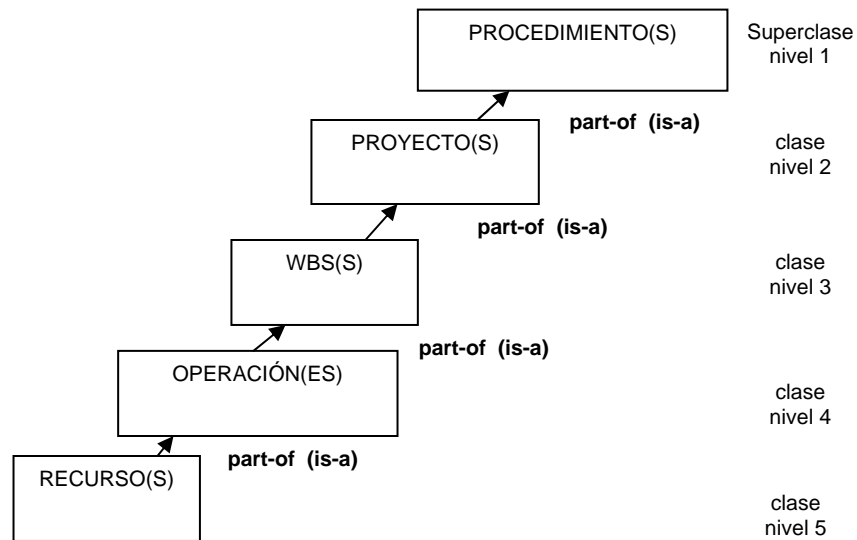 PROCEDIMIENTO(S)
Superclase
nivel 1
part-of (is-a)
PROYECTO(S)
clase
nivel 2
part-of (is-a)
WBS(S)
clase
nivel 3
part-of (is-a)
OPERACIÓN(ES)
clase
nivel 4
part-of (is-a)
RECURSO(S)
clase
nivel 5